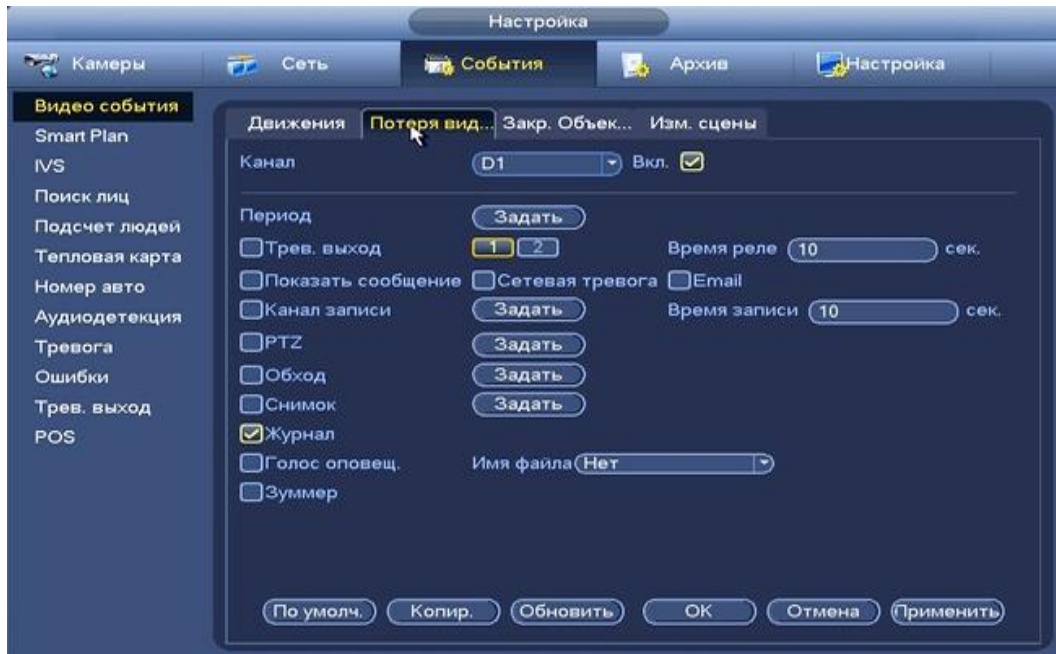 Настройка
Камеры Сеть События Архив Настройка
Видео события
Smart Plan
IVS
Поиск лиц
Подсчет людей
Тепловая карта
Номер авто
Аудиодетекция
Тревога
Ошибки
Трев. выход
POS
Движения Потеря вид... Закр. Объек... Изм. сцены
Канал D1 Вкл.
Период Задать
Трев. выход 1 2 Время реле 10 сек.
Показать сообщение Сетевая тревога Email
Канал записи Задать Время записи 10 сек.
PTZ Задать
Обход Задать
Снимок Задать
Журнал
Голос оповещ. Имя файла Нет
Зуммер
По умолч. Копир. Обновить OK Отмена Применить